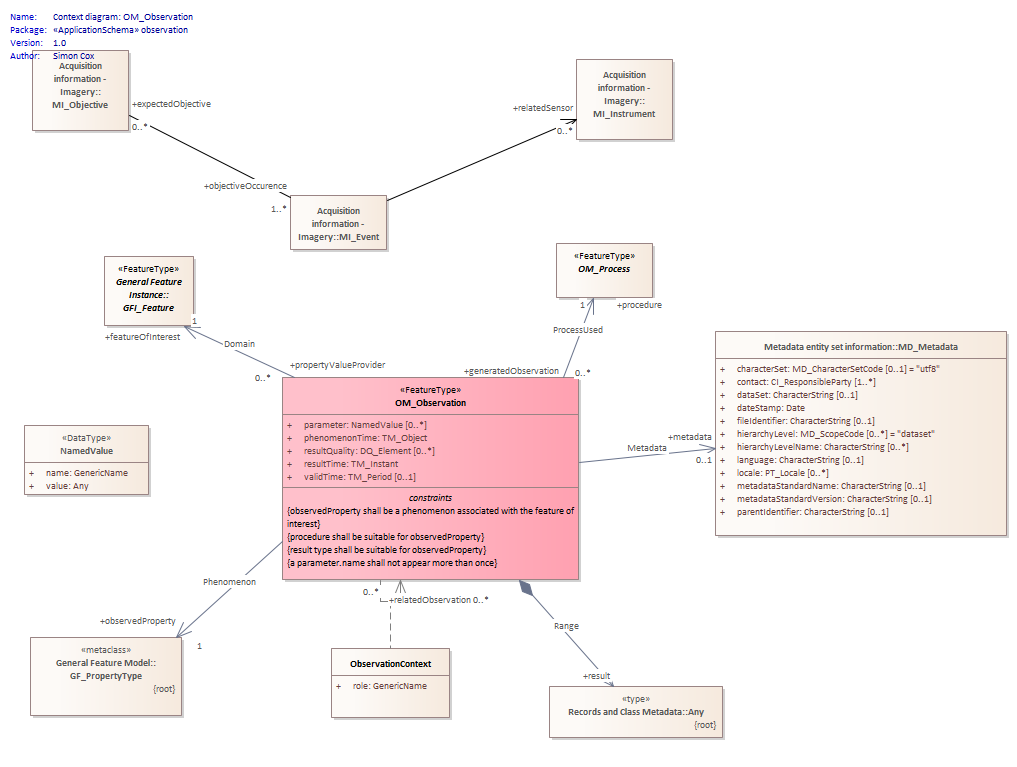 Name: Context diagram: OM_Observation
Package: «ApplicationSchema» observation
Version: 1.0
Author: Simon Cox
Acquisition
information -
Imagery::
MI_Objective
+expectedObjective
0..*
Acquisition
information -
Imagery::
MI_Instrument
+relatedSensor
0..*
+objectiveOccurence
1..*
Acquisition
information -
Imagery::MI_Event
«FeatureType»
General Feature
Instance::
GFI_Feature
1
+featureOfInterest
Domain
+propertyValueProvider
0..*
«FeatureType»
OM_Process
1
+procedure
ProcessUsed
+generatedObservation
0..*
Metadata entity set information::MD_Metadata
+ characterSet: MD_CharacterSetCode [0..1] = "utf8"
+ contact: CI_ResponsibleParty [1..*]
+ dataSet: CharacterString [0..1]
+ dateStamp: Date
+ fileIdentifier: CharacterString [0..1]
+ hierarchyLevel: MD_ScopeCode [0..*] = "dataset"
+ hierarchyLevelName: CharacterString [0..*]
+ language: CharacterString [0..1]
+ locale: PT_Locale [0..*]
+ metadataStandardName: CharacterString [0..1]
+ metadataStandardVersion: CharacterString [0..1]
+ parentIdentifier: CharacterString [0..1]
«FeatureType»
OM_Observation
+ parameter: NamedValue [0..*]
+ phenomenonTime: TM_Object
+ resultQuality: DQ_Element [0..*]
+ resultTime: TM_Instant
+ validTime: TM_Period [0..1]
constraints
{observedProperty shall be a phenomenon associated with the feature of
interest}
{procedure shall be suitable for observedProperty}
{result type shall be suitable for observedProperty}
{a parameter.name shall not appear more than once}
+metadata
Metadata
0..1
«DataType»
NamedValue
+ name: GenericName
+ value: Any
Phenomenon
+observedProperty
1
«metaclass»
General Feature Model::
GF_PropertyType
{root}
0..*
+relatedObservation 0..*
ObservationContext
+ role: GenericName
Range
+result
«type»
Records and Class Metadata::Any
{root}